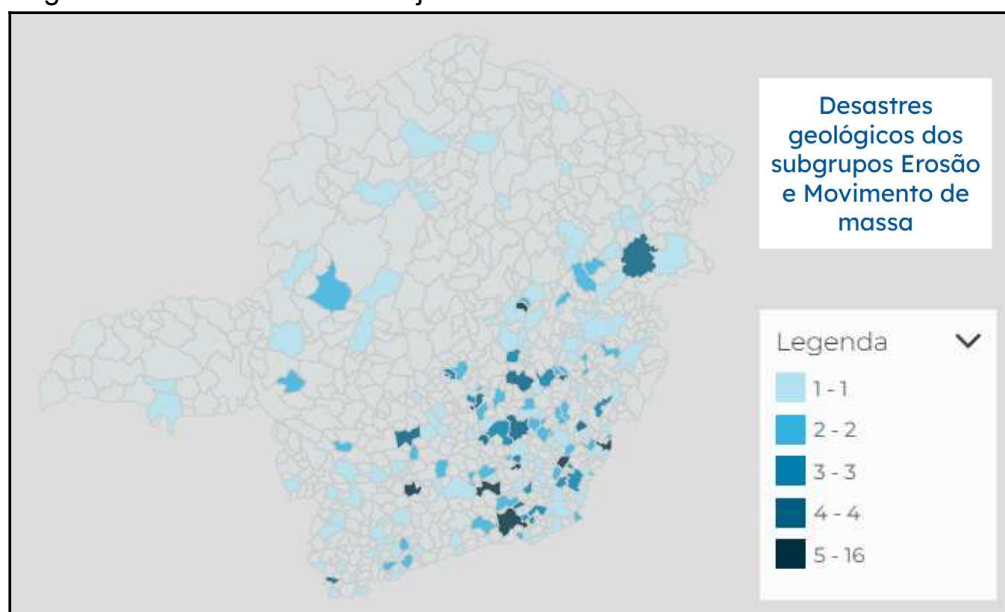 Desastres
geológicos dos
subgrupos Erosão
e Movimento de
massa
Legenda
1 - 1
2 - 2
3 - 3
4 - 4
5 - 16